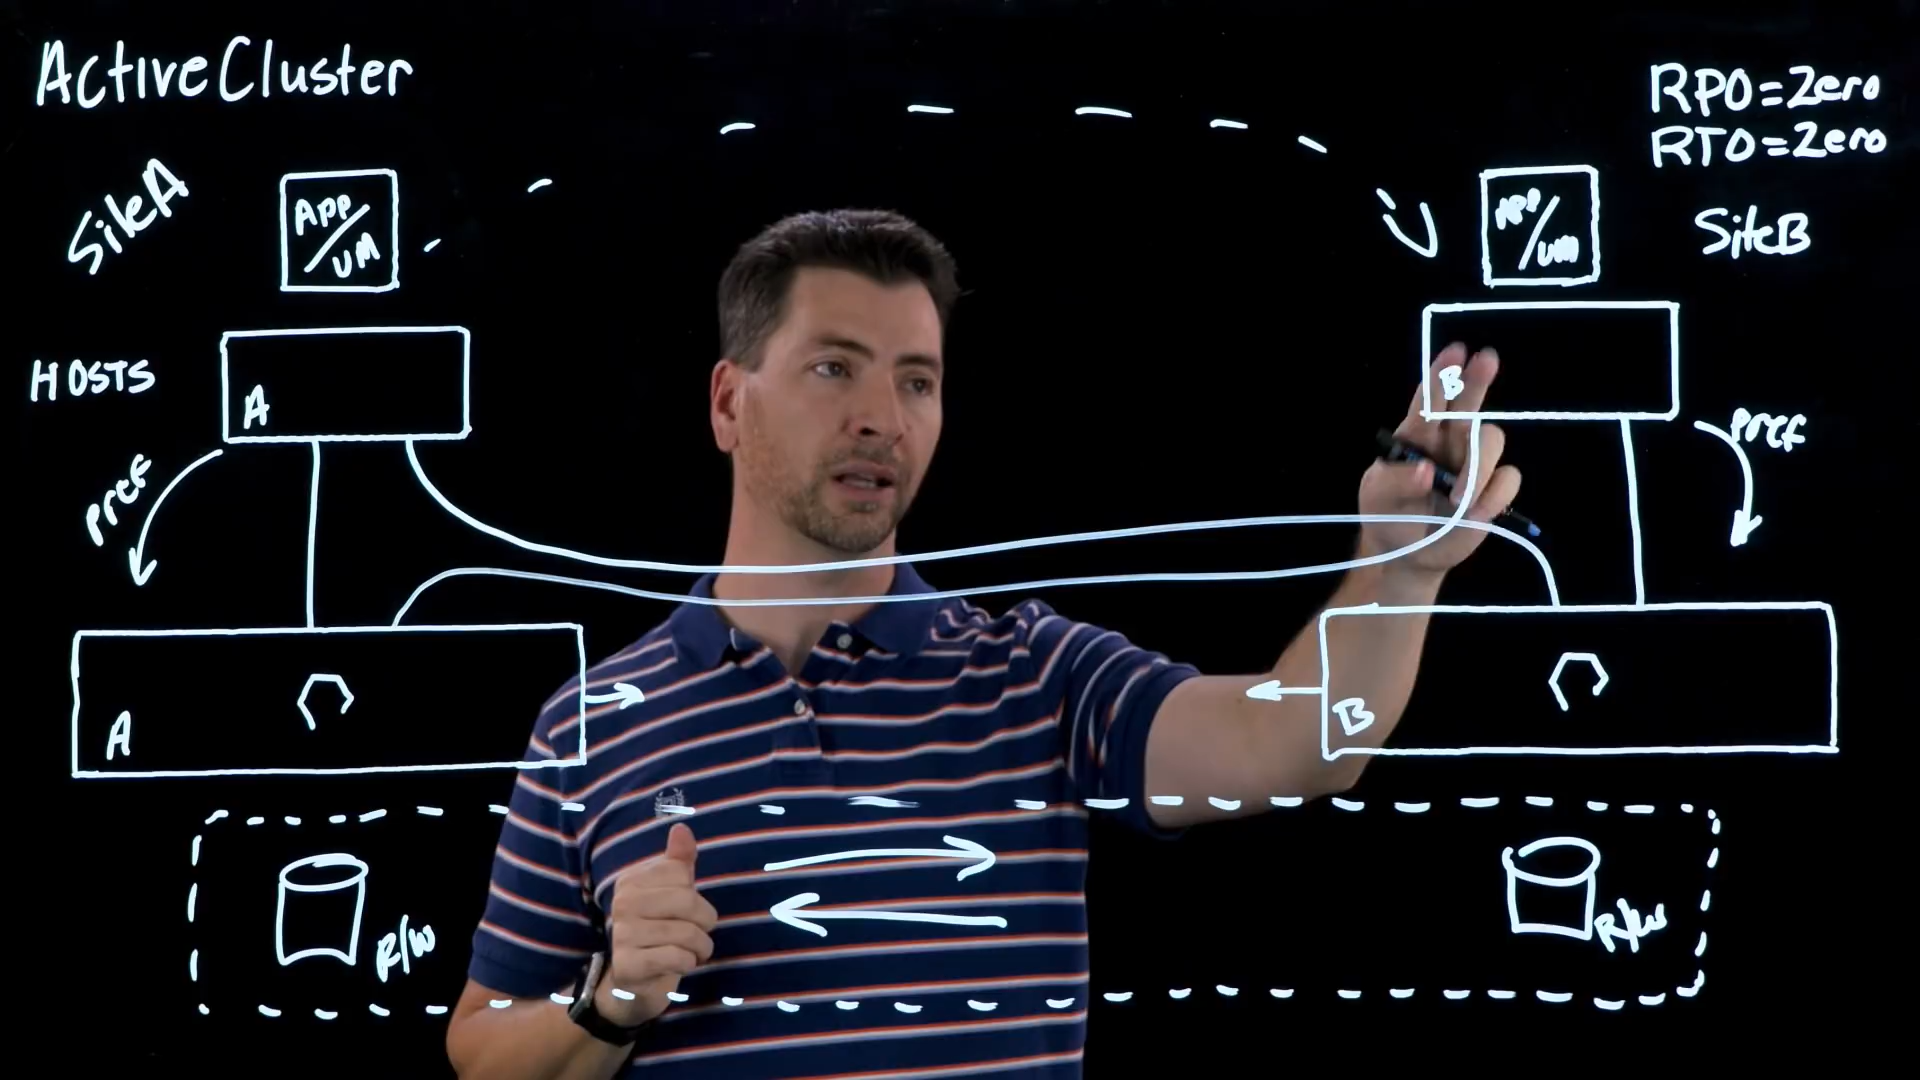 ActiveCluster
RPO=Zero
RTO=Zero
SiteA
APP/VM
APP/VM
SiteB
HOSTS
A
B
Pref
Pref
A
B
R/W
R/W